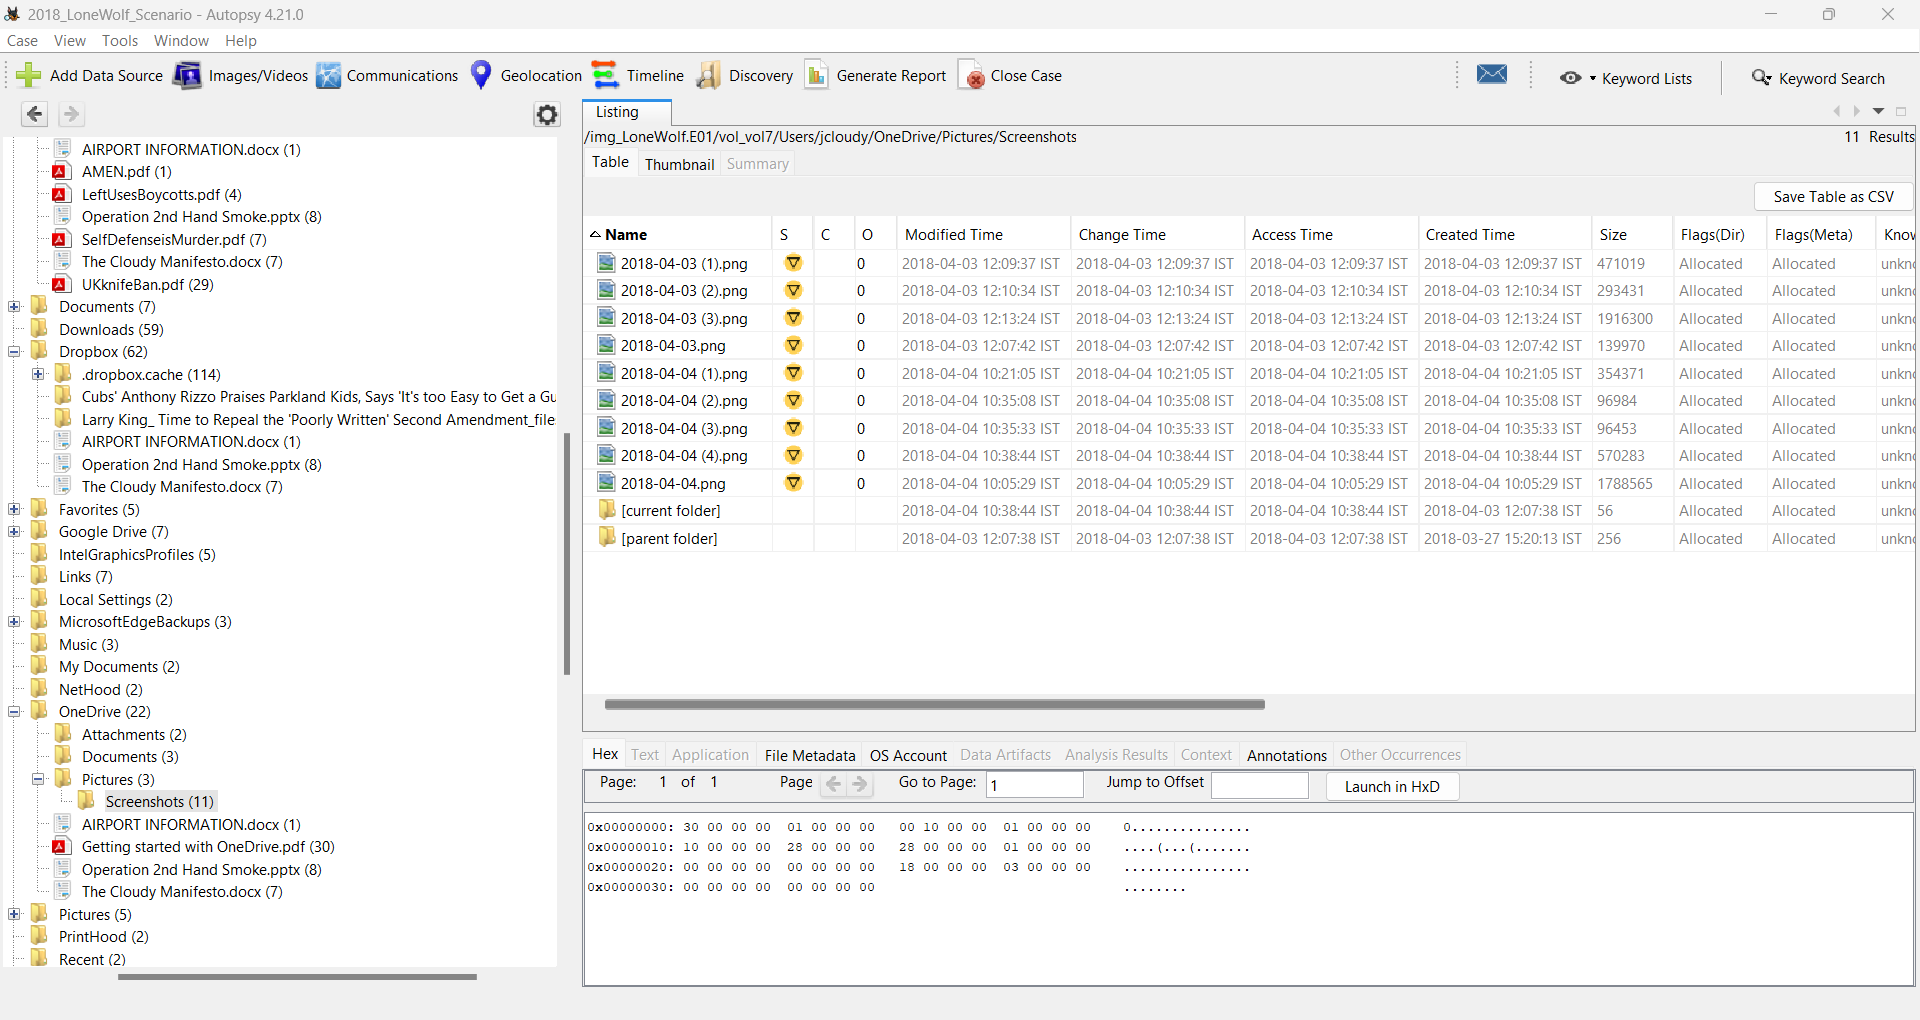 2018_LoneWolf_Scenario - Autopsy 4.21.0
Case View Tools Window Help
Add Data Source Images/Videos Communications Geolocation Timeline Discovery Generate Report Close Case Keyword Lists Keyword Search
AIRPORT INFORMATION.docx (1)
AMEN.pdf (1)
LeftUsesBoycotts.pdf (4)
Operation 2nd Hand Smoke.pptx (8)
SelfDefenseisMurder.pdf (7)
The Cloudy Manifesto.docx (7)
UKknifeBan.pdf (29)
Documents (7)
Downloads (59)
Dropbox (62)
.dropbox.cache (114)
Cubs' Anthony Rizzo Praises Parkland Kids, Says 'It's too Easy to Get a Gu
Larry King_ Time to Repeal the 'Poorly Written' Second Amendment_file
AIRPORT INFORMATION.docx (1)
Operation 2nd Hand Smoke.pptx (8)
The Cloudy Manifesto.docx (7)
Favorites (5)
Google Drive (7)
IntelGraphicsProfiles (5)
Links (7)
Local Settings (2)
MicrosoftEdgeBackups (3)
Music (3)
My Documents (2)
NetHood (2)
OneDrive (22)
Attachments (2)
Documents (3)
Pictures (3)
Screenshots (11)
AIRPORT INFORMATION.docx (1)
Getting started with OneDrive.pdf (30)
Operation 2nd Hand Smoke.pptx (8)
The Cloudy Manifesto.docx (7)
Pictures (5)
PrintHood (2)
Recent (2)
Listing
/img_LoneWolf.E01/vol_vol7/Users/jcloudy/OneDrive/Pictures/Screenshots 11 Results
Table Thumbnail Summary
Save Table as CSV
Name S C O Modified Time Change Time Access Time Created Time Size Flags(Dir) Flags(Meta) Know
2018-04-03 (1).png 0 2018-04-03 12:09:37 IST 2018-04-03 12:09:37 IST 2018-04-03 12:09:37 IST 2018-04-03 12:09:37 IST 471019 Allocated Allocated unkn
2018-04-03 (2).png 0 2018-04-03 12:10:34 IST 2018-04-03 12:10:34 IST 2018-04-03 12:10:34 IST 2018-04-03 12:10:34 IST 293431 Allocated Allocated unkn
2018-04-03 (3).png 0 2018-04-03 12:13:24 IST 2018-04-03 12:13:24 IST 2018-04-03 12:13:24 IST 2018-04-03 12:13:24 IST 1916300 Allocated Allocated unkn
2018-04-03.png 0 2018-04-03 12:07:42 IST 2018-04-03 12:07:42 IST 2018-04-03 12:07:42 IST 2018-04-03 12:07:42 IST 139970 Allocated Allocated unkn
2018-04-04 (1).png 0 2018-04-04 10:21:05 IST 2018-04-04 10:21:05 IST 2018-04-04 10:21:05 IST 2018-04-04 10:21:05 IST 354371 Allocated Allocated unkn
2018-04-04 (2).png 0 2018-04-04 10:35:08 IST 2018-04-04 10:35:08 IST 2018-04-04 10:35:08 IST 2018-04-04 10:35:08 IST 96984 Allocated Allocated unkn
2018-04-04 (3).png 0 2018-04-04 10:35:33 IST 2018-04-04 10:35:33 IST 2018-04-04 10:35:33 IST 2018-04-04 10:35:33 IST 96453 Allocated Allocated unkn
2018-04-04 (4).png 0 2018-04-04 10:38:44 IST 2018-04-04 10:38:44 IST 2018-04-04 10:38:44 IST 2018-04-04 10:38:44 IST 570283 Allocated Allocated unkn
2018-04-04.png 0 2018-04-04 10:05:29 IST 2018-04-04 10:05:29 IST 2018-04-04 10:05:29 IST 2018-04-04 10:05:29 IST 1788565 Allocated Allocated unkn
[current folder] 2018-04-04 10:38:44 IST 2018-04-04 10:38:44 IST 2018-04-04 10:38:44 IST 2018-04-03 12:07:38 IST 56 Allocated Allocated unkn
[parent folder] 2018-04-03 12:07:38 IST 2018-04-03 12:07:38 IST 2018-04-03 12:07:38 IST 2018-03-27 15:20:13 IST 256 Allocated Allocated unkn
Hex Text Application File Metadata OS Account Data Artifacts Analysis Results Context Annotations Other Occurrences
Page: 1 of 1 Page Go to Page: 1 Jump to Offset Launch in HxD
0x00000000: 30 00 00 00 01 00 00 00 00 10 00 00 01 00 00 00 0...............
0x00000010: 10 00 00 00 28 00 00 00 28 00 00 00 01 00 00 00 ....(...(.......
0x00000020: 00 00 00 00 00 00 00 00 18 00 00 00 03 00 00 00 ................
0x00000030: 00 00 00 00 00 00 00 00 ........